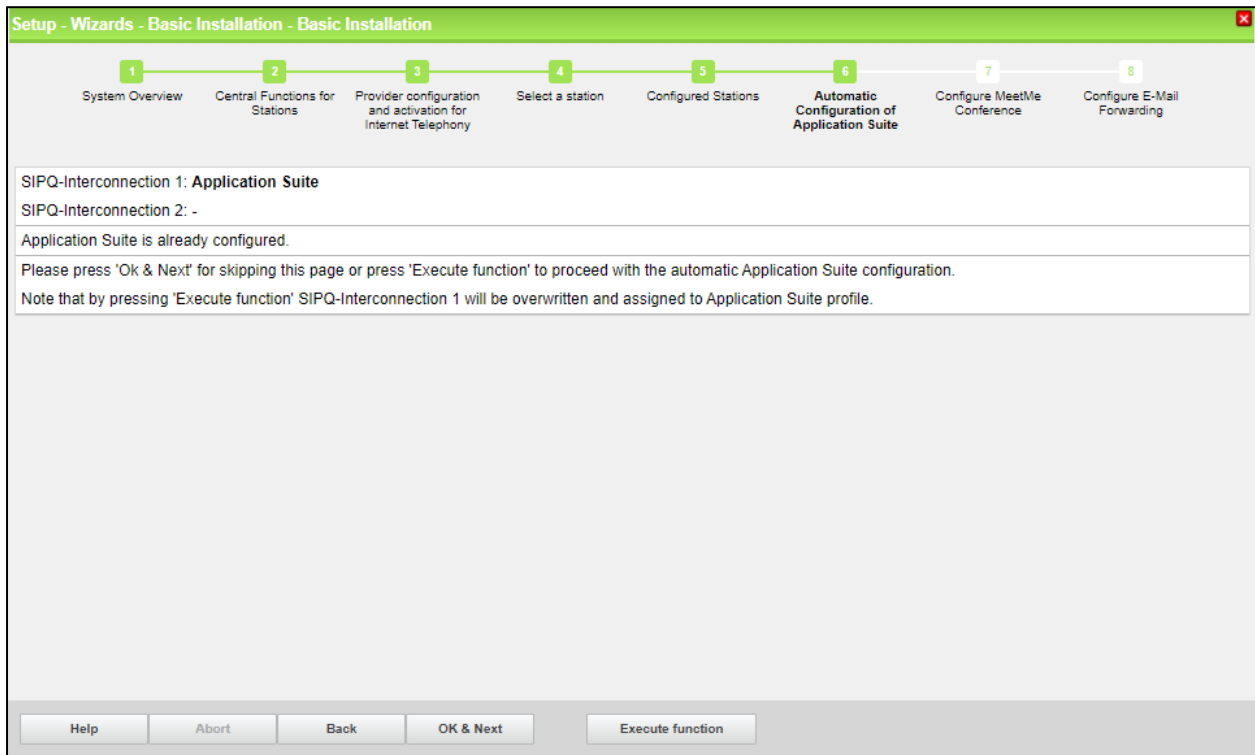 Setup - Wizards - Basic Installation - Basic Installation
1
2
3
4
5
6
7
8
System Overview
Central Functions for
Stations
Provider configuration
and activation for
Internet Telephony
Select a station
Configured Stations
Automatic
Configuration of
Application Suite
Configure MeetMe
Conference
Configure E-Mail
Forwarding
SIPQ-Interconnection 1: Application Suite
SIPQ-Interconnection 2: -
Application Suite is already configured.
Please press 'Ok & Next' for skipping this page or press 'Execute function' to proceed with the automatic Application Suite configuration.
Note that by pressing 'Execute function' SIPQ-Interconnection 1 will be overwritten and assigned to Application Suite profile.
Help
Abort
Back
OK & Next
Execute function